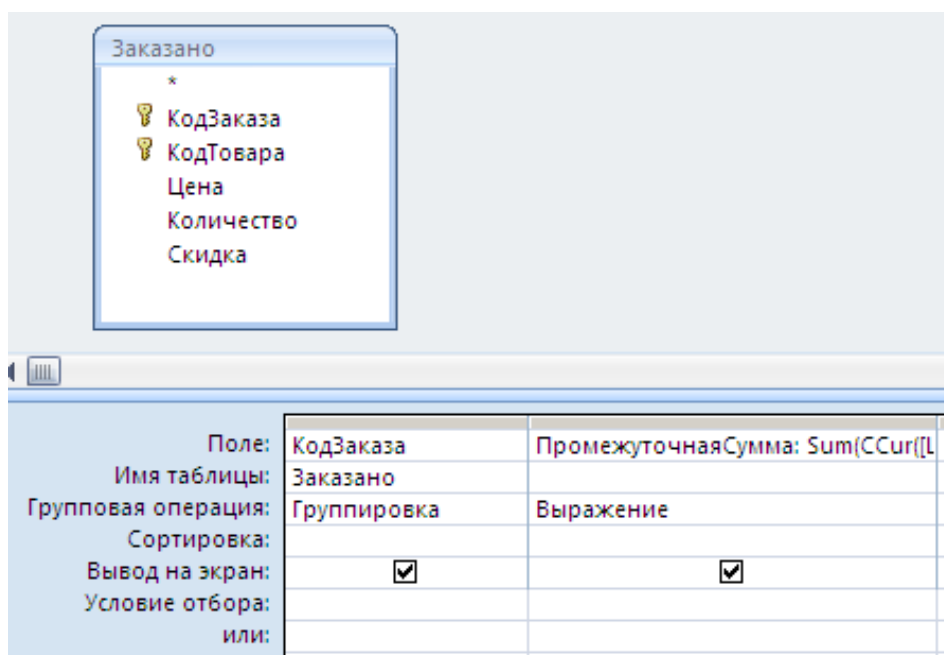 Заказано
*
КодЗаказа
КодТовара
Цена
Количество
Скидка
Поле: КодЗаказа ПромежуточнаяСумма: Sum(CCur([
Имя таблицы: Заказано
Групповая операция: Группировка Выражение
Сортировка:
Вывод на экран:
Условие отбора:
или: